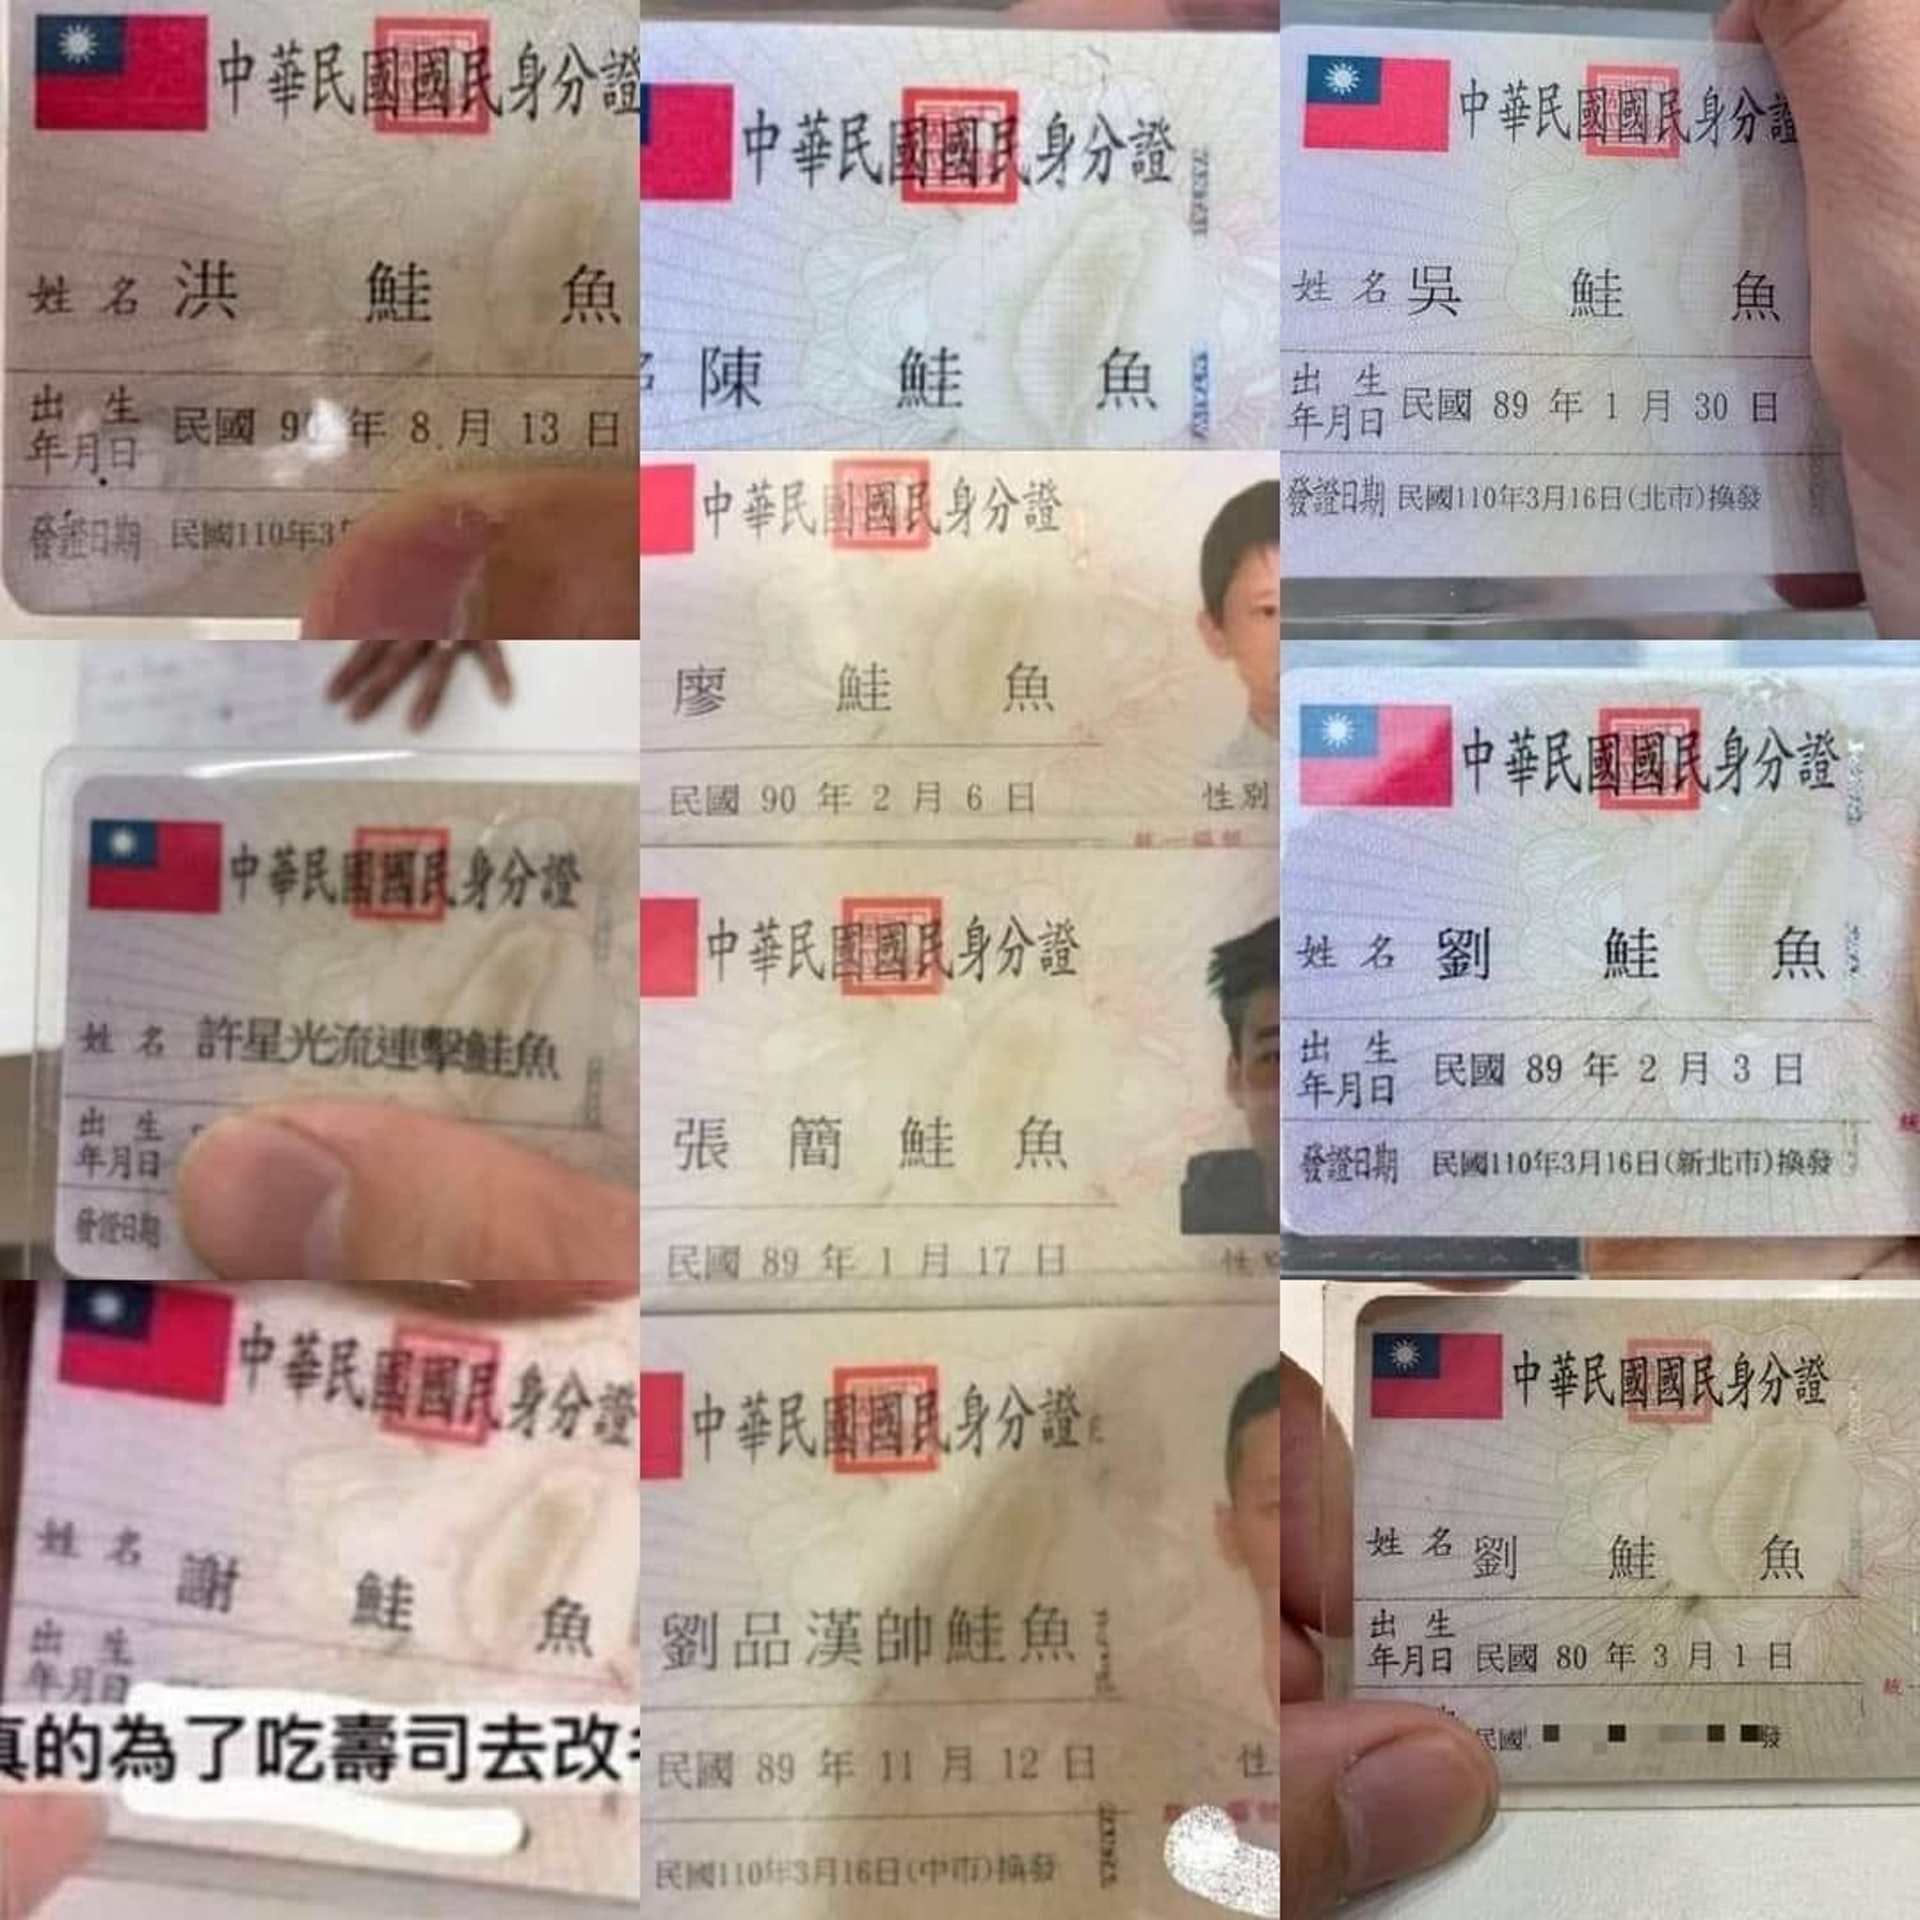 中華民國國民身分證
姓名 洪鮭魚
出生年月日 民國 9 年 8 月 13 日
發證日期 民國110年3
中華民國國民身分證
姓名 許星光流連擊鮭魚
出生年月日
發證日期
中華民國國民身分證
姓名 謝鮭魚
出生年月日
真的為了吃壽司去改
中華民國國民身分證
名 陳鮭魚
中華民國國民身分證
廖鮭魚
民國 90 年 2 月 6 日 性別
統一編號
中華民國國民身分證
張簡鮭魚
民國 89 年 1 月 17 日 性別
中華民國國民身分證
劉品漢帥鮭魚
民國 89 年 11 月 12 日 性
民國110年3月16日(中市)換發
中華民國國民身分證
姓名 吳鮭魚
出生年月日 民國 89 年 1 月 30 日
發證日期 民國110年3月16日(北市)換發
中華民國國民身分證
姓名 劉鮭魚
出生年月日 民國 89 年 2 月 3 日
統
發證日期 民國110年3月16日(新北市)換發
中華民國國民身分證
姓名 劉鮭魚
出生年月日 民國 80 年 3 月 1 日
統
民國 發